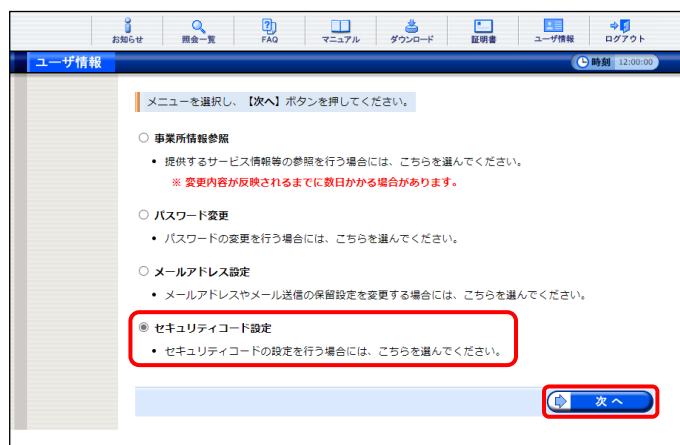 お知らせ 照会一覧 FAQ マニュアル ダウンロード 証明書 ユーザ情報 ログアウト
ユーザ情報 時刻 12:00:00
メニューを選択し、【次へ】ボタンを押してください。
事業所情報参照
• 提供するサービス情報等の参照を行う場合には、こちらを選んでください。
※ 変更内容が反映されるまでに数日かかる場合があります。
パスワード変更
• パスワードの変更を行う場合には、こちらを選んでください。
メールアドレス設定
• メールアドレスやメール送信の保留設定を変更する場合には、こちらを選んでください。
セキュリティコード設定
• セキュリティコードの設定を行う場合には、こちらを選んでください。
次 へ